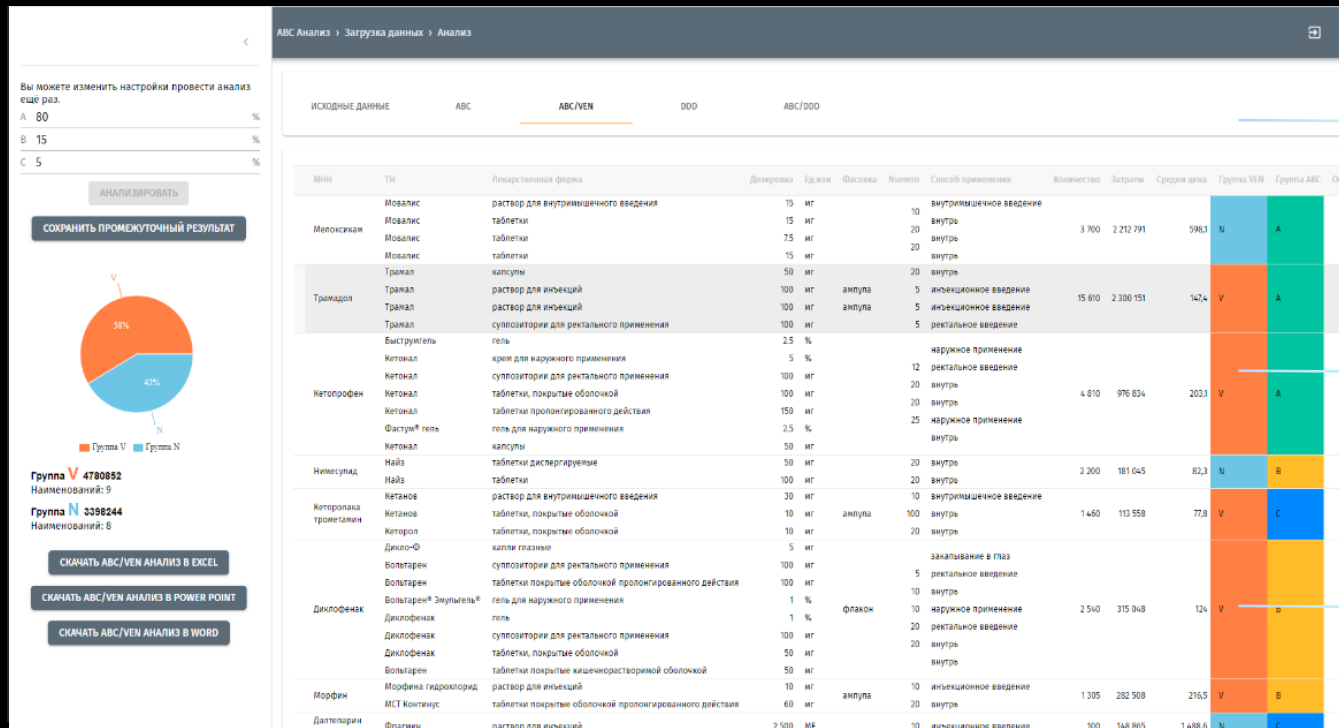 АВС Анализ › Загрузка данных › Анализ
Вы можете изменить настройки провести анализ
ещё раз.
A 80 %
B 15 %
C 5 %
АНАЛИЗИРОВАТЬ
СОХРАНИТЬ ПРОМЕЖУТОЧНЫЙ РЕЗУЛЬТАТ
V
58%
42%
N
Группа V Группа N
Группа V 4780852
Наименований: 9
Группа N 3398244
Наименований: 8
СКАЧАТЬ ABC/VEN АНАЛИЗ В EXCEL
СКАЧАТЬ ABC/VEN АНАЛИЗ В POWER POINT
СКАЧАТЬ ABC/VEN АНАЛИЗ В WORD
ИСХОДНЫЕ ДАННЫЕ ABC ABC/VEN DDD ABC/DDD
МНН ТН Лекарственная форма Дозировка Ед.изм Фасовка Numero Способ применения Количество Затраты Средня цена Группа VEN Группа ABC
Мовалис раствор для внутримышечного введения 15 мг внутримышечное введение
10
Мовалис таблетки 15 мг внутрь
Мелоксикам 20 3 700 2 212 791 598,1 N A
Мовалис таблетки 7.5 мг внутрь
20
Мовалис таблетки 15 мг внутрь
Трамал капсулы 50 мг 20 внутрь
Трамал раствор для инъекций 100 мг ампула 5 инъекционное введение
Трамадол 15 610 2 300 151 147,4 V A
Трамал раствор для инъекций 100 мг ампула 5 инъекционное введение
Трамал суппозитории для ректального применения 100 мг 5 ректальное введение
Быструмгель гель 2.5 %
наружное применение
Кетонал крем для наружного применения 5 %
12 ректальное введение
Кетонал суппозитории для ректального применения 100 мг
20 внутрь
Кетопрофен Кетонал таблетки, покрытые оболочкой 100 мг 4 810 976 834 203,1 V A
20 внутрь
Кетонал таблетки пролонгированного действия 150 мг
25 наружное применение
Фастум® гель гель для наружного применения 2.5 %
внутрь
Кетонал капсулы 50 мг
Найз таблетки диспергируемые 50 мг 20 внутрь
Нимесулид 2 200 181 045 82,3 N B
Найз таблетки 100 мг 20 внутрь
Кетанов раствор для внутримышечного введения 30 мг 10 внутримышечное введение
Кеторолака
трометамин Кетанов таблетки, покрытые оболочкой 10 мг ампула 100 внутрь 1 460 113 558 77,8 V C
Кеторол таблетки, покрытые оболочкой 10 мг 20 внутрь
Дикло-Ф капли глазные 5 мг
закапывание в глаз
Вольтарен суппозитории для ректального применения 100 мг
5 ректальное введение
Вольтарен таблетки покрытые оболочкой пролонгированного действия 100 мг
10 внутрь
Вольтарен® Эмульгель® гель для наружного применения 1 %
Диклофенак флакон 10 наружное применение 2 540 315 048 124 V B
Диклофенак гель 1 %
20 ректальное введение
Диклофенак суппозитории для ректального применения 100 мг
20 внутрь
Диклофенак таблетки, покрытые оболочкой 50 мг
внутрь
Вольтарен таблетки покрытые кишечнорастворимой оболочкой 50 мг
Морфина гидрохлорид раствор для инъекций 10 мг 10 инъекционное введение
Морфин ампула 1 305 282 508 216,5 V B
МСТ Континус таблетки покрытые оболочкой пролонгированного действия 60 мг 20 внутрь
Далтепарин
Фрагмин раствор для инъекций 2 500 МЕ 10 инъекционное введение 100 148 865 1 488,6 N C